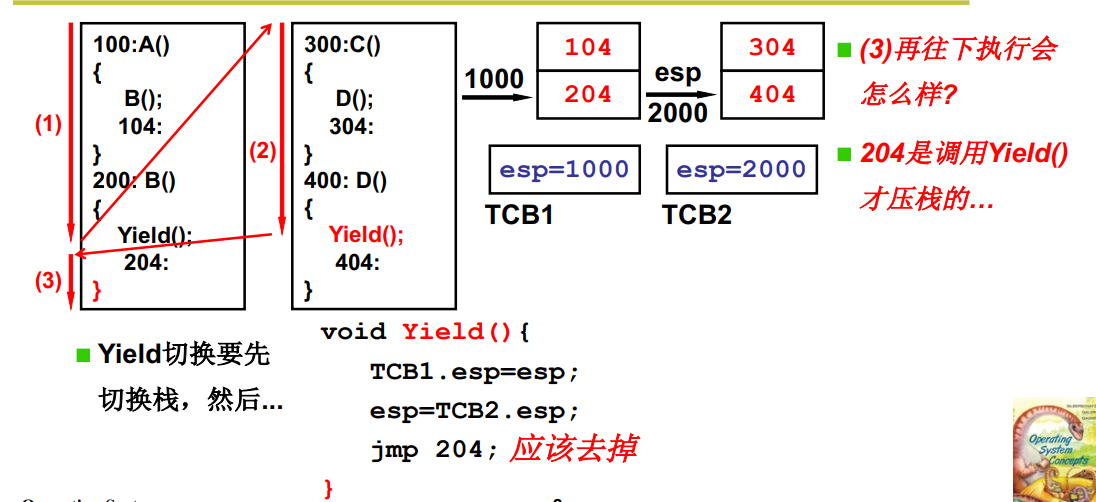 100:A()
{
B();
104:
}
200: B()
{
Yield();
204:
}
(1)
(3)
300:C()
{
D();
304:
}
400: D()
{
Yield();
404:
}
(2)
1000
104
204
esp
2000
304
404
esp=1000
esp=2000
TCB1
TCB2
(3)再往下执行会
怎么样?
204是调用Yield()
才压栈的...
Yield切换要先
切换栈，然后...
void Yield(){
TCB1.esp=esp;
esp=TCB2.esp;
jmp 204; 应该去掉
}
Operating
System
Concepts